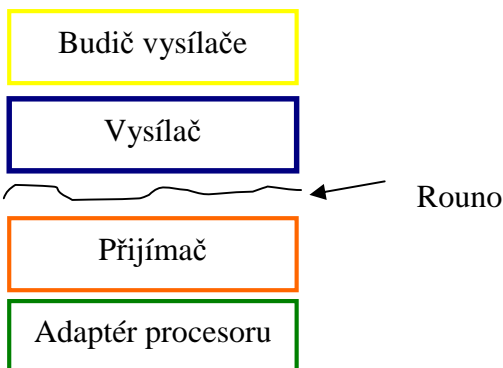 Budič vysílače
Vysílač
Rouno
Přijímač
Adaptér procesoru